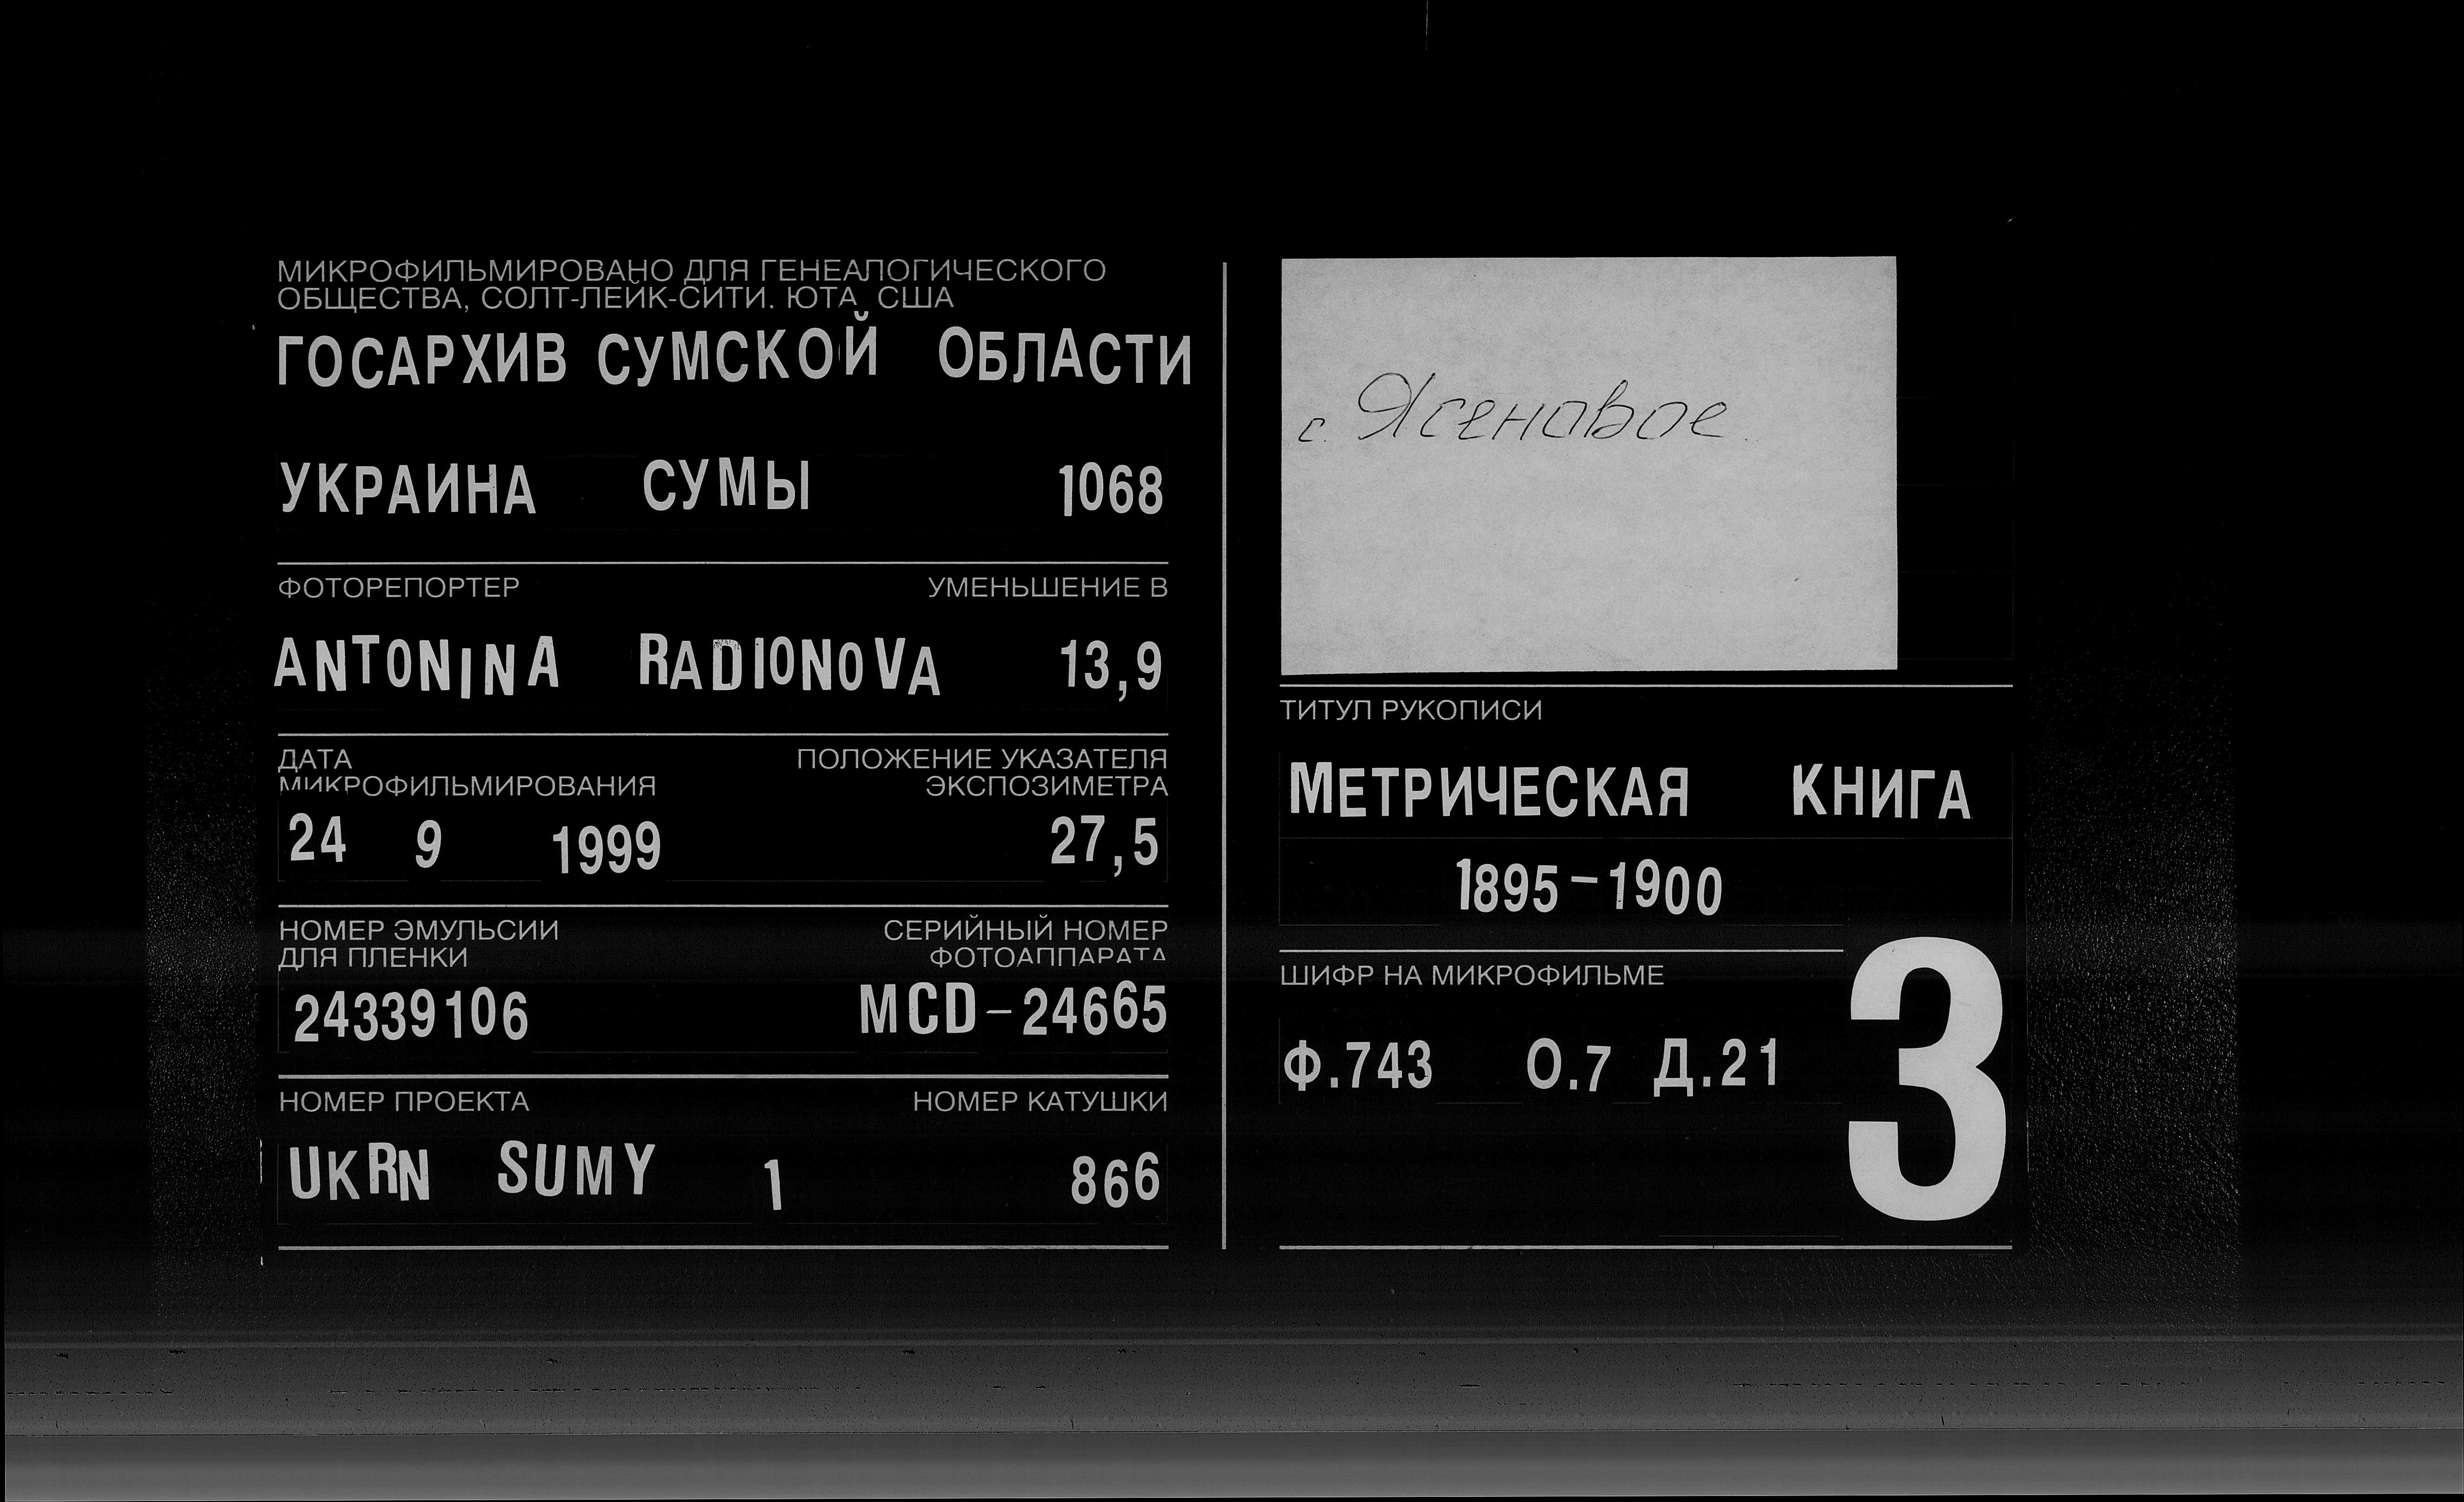 МИКРОФИЛЬМИРОВАНО ДЛЯ ГЕНЕАЛОГИЧЕСКОГО
ОБЩЕСТВА, СОЛТ-ЛЕЙК-СИТИ. ЮТА, США
ГОСАРХИВ СУМСКОЙ ОБЛАСТИ
УКРАИНА СУМЫ 1068
ФОТОРЕПОРТЕР УМЕНЬШЕНИЕ В
ANTONINA RADIONOVA 13,9
ДАТА
МИКРОФИЛЬМИРОВАНИЯ
ПОЛОЖЕНИЕ УКАЗАТЕЛЯ
ЭКСПОЗИМЕТРА
24 9 1999 27,5
НОМЕР ЭМУЛЬСИИ
ДЛЯ ПЛЕНКИ
СЕРИЙНЫЙ НОМЕР
ФОТОАППАРАТА
24339106 MCD-24665
НОМЕР ПРОЕКТА НОМЕР КАТУШКИ
UKRN SUMY 1 866
с. Ясеновое
ТИТУЛ РУКОПИСИ
МЕТРИЧЕСКАЯ КНИГА
1895-1900
ШИФР НА МИКРОФИЛЬМЕ
Ф.743 О.7 Д.21
3